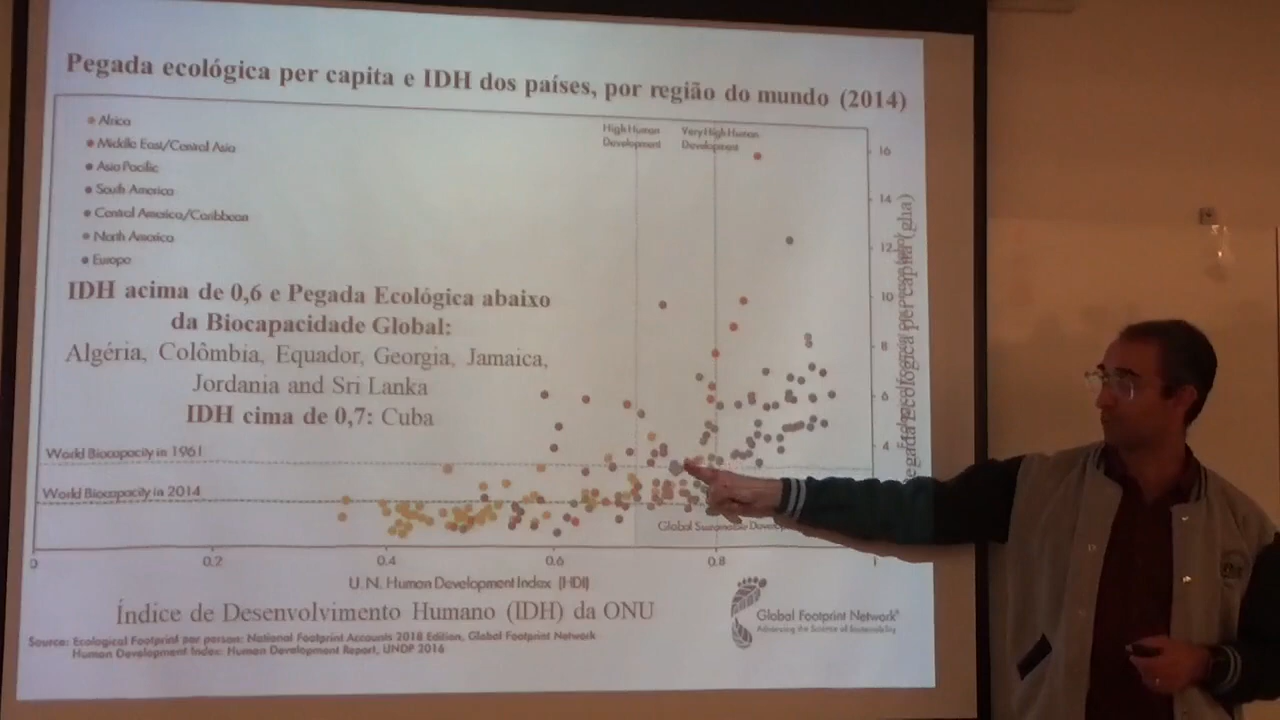 Pegada ecológica per capita e IDH dos países, por região do mundo (2014)
Africa
Middle East/Central Asia
Asia Pacific
South America
Central America/Caribbean
North America
Europe
High Human
Development
Very High Human
Development
IDH acima de 0,6 e Pegada Ecológica abaixo
da Biocapacidade Global:
Algéria, Colômbia, Equador, Georgia, Jamaica,
Jordania and Sri Lanka
IDH cima de 0,7: Cuba
World Biocapacity in 1961
World Biocapacity in 2014
16
14
12
10
8
6
4
Pegada Ecológica per capita (gha)
Global Sustainable
0
0.2
0.4
0.6
0.8
1
U.N. Human Development Index (HDI)
Índice de Desenvolvimento Humano (IDH) da ONU
Source: Ecological Footprint per person: National Footprint Accounts 2018 Edition, Global Footprint Network
Human Development Index: Human Development Report, UNDP 2016
Global Footprint Network®
Advancing the Science of Sustainability